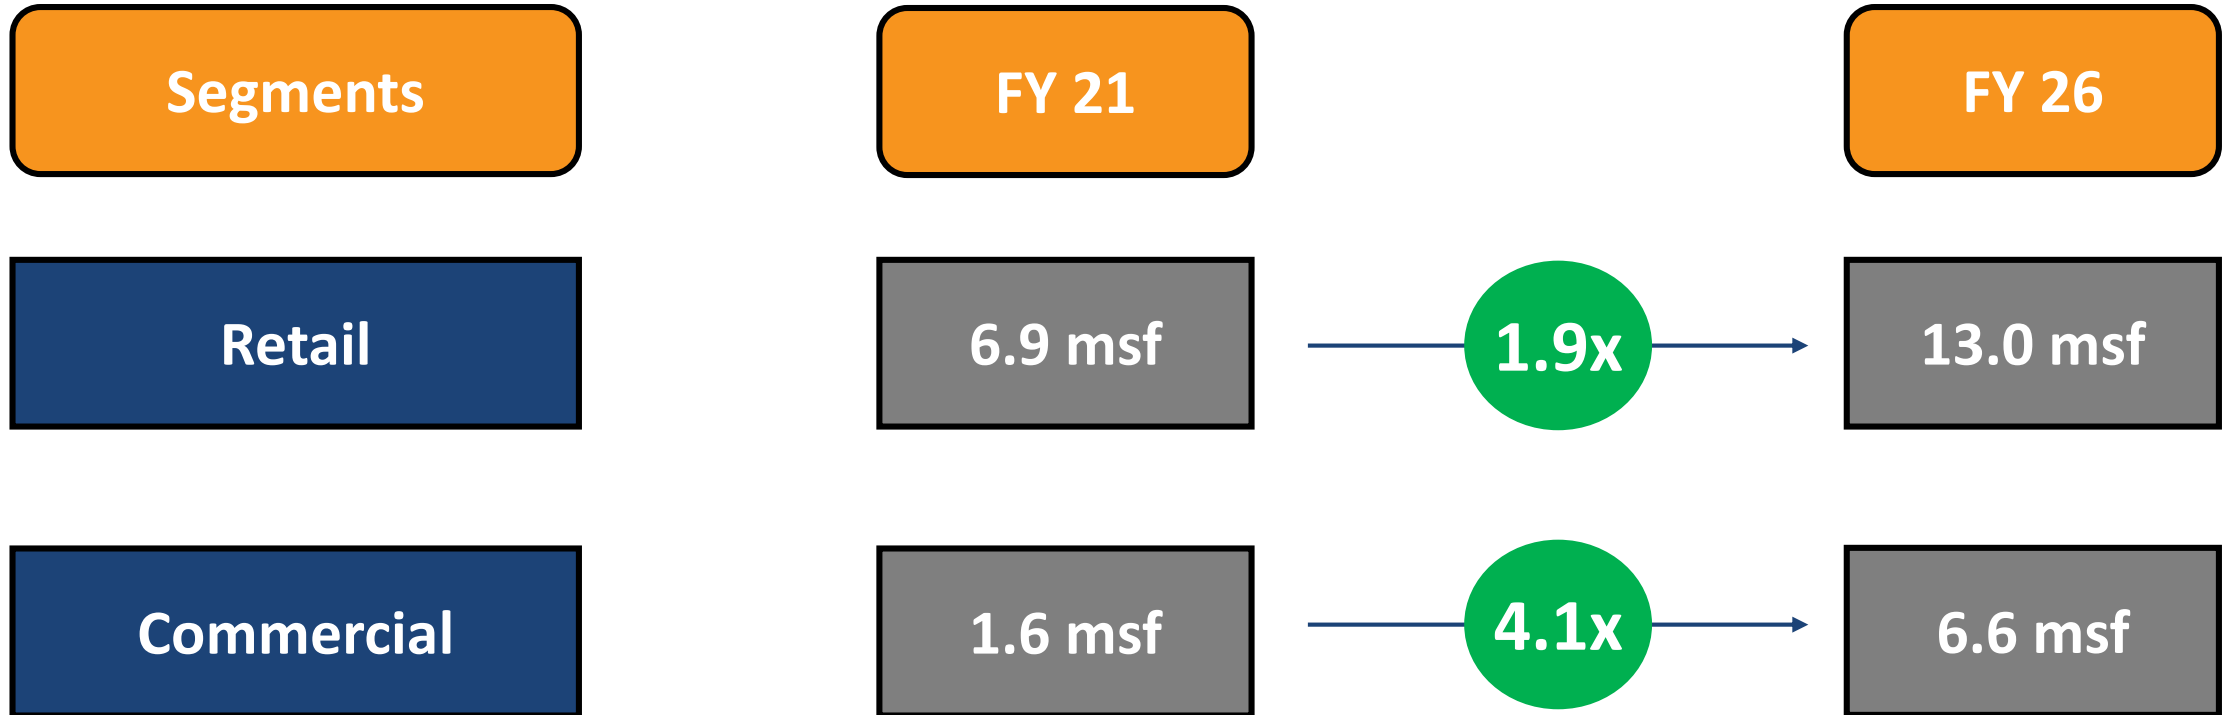 Segments
FY 21
FY 26
Retail
6.9 msf
1.9x
13.0 msf
Commercial
1.6 msf
4.1x
6.6 msf